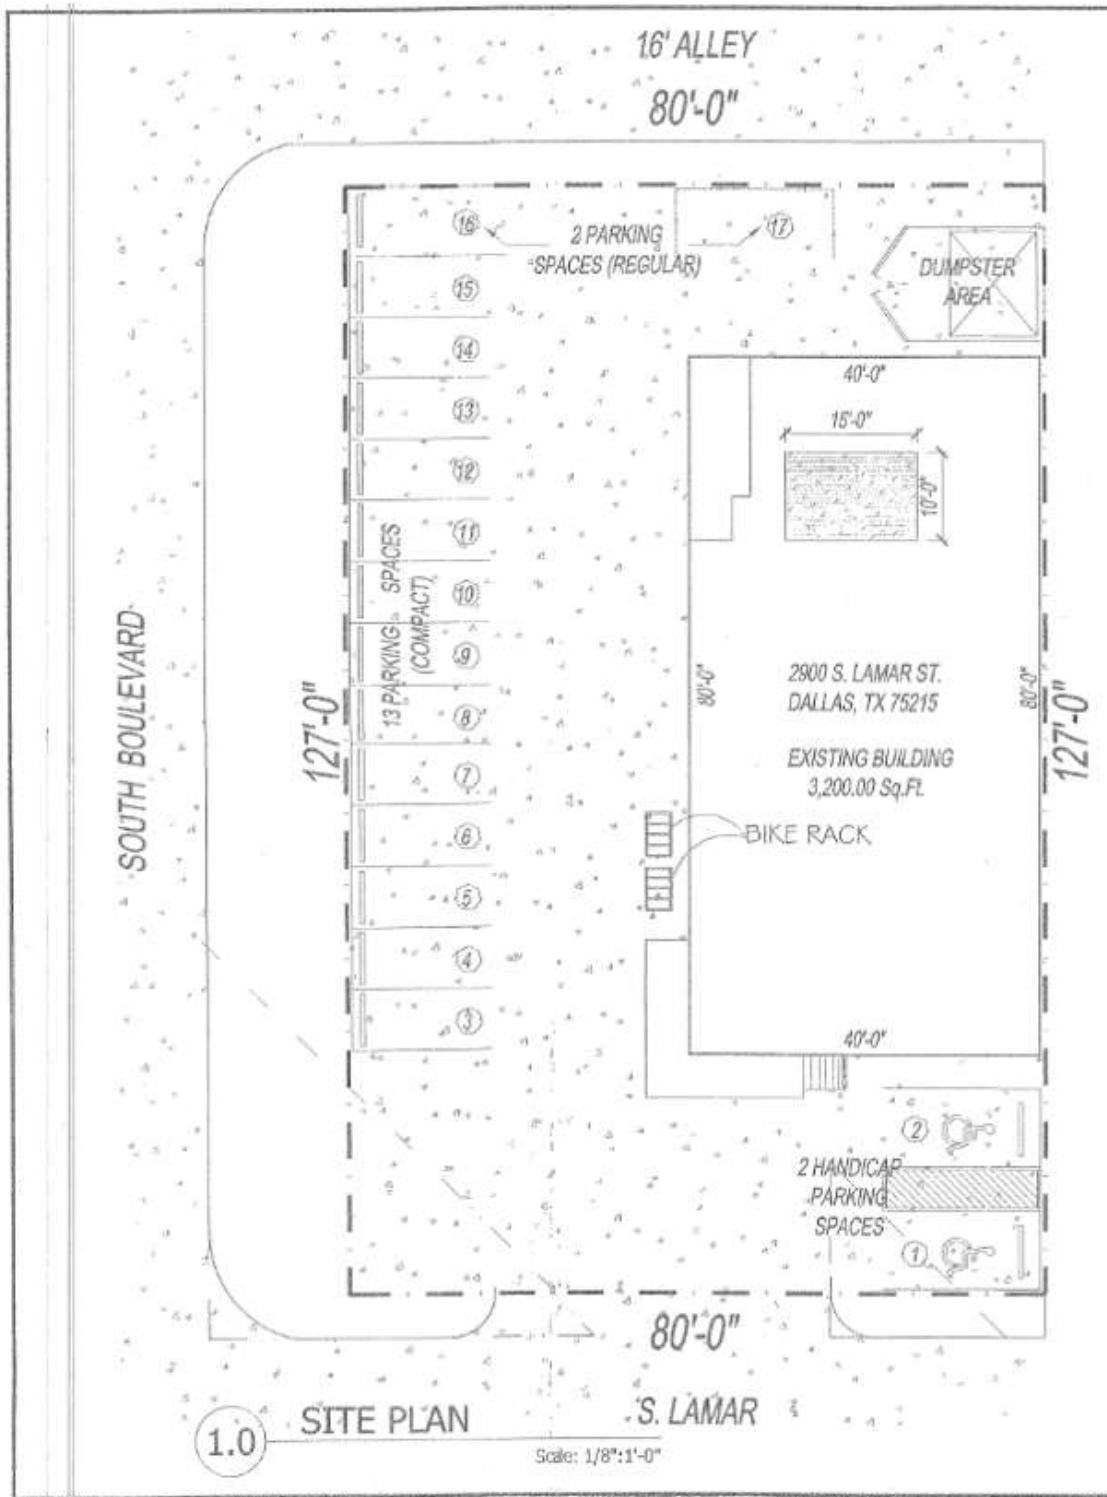 16' ALLEY
80'-0"
16
2 PARKING
SPACES (REGULAR)
17
DUMPSTER
AREA
15
14
13
12
11
10
9
8
7
6
5
4
3
13 PARKING SPACES
(COMPACT)
SOUTH BOULEVARD
127'-0"
40'-0"
15'-0"
10'-0"
80'-0"
2900 S. LAMAR ST.
DALLAS, TX 75215
EXISTING BUILDING
3,200.00 Sq.Ft.
80'-0"
127'-0"
BIKE RACK
40'-0"
2
2 HANDICAP
PARKING
SPACES
1
80'-0"
S. LAMAR
1.0
SITE PLAN
Scale: 1/8":1'-0"